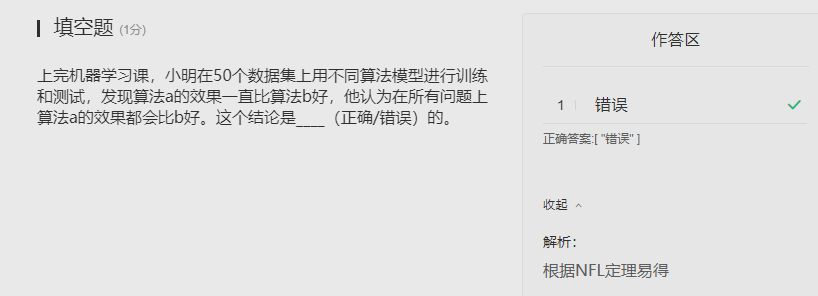 填空题 (1分)
上完机器学习课，小明在50个数据集上用不同算法模型进行训练
和测试，发现算法a的效果一直比算法b好，他认为在所有问题上
算法a的效果都会比b好。这个结论是____（正确/错误）的。
作答区
1 错误
正确答案:[ "错误" ]
收起
解析：
根据NFL定理易得